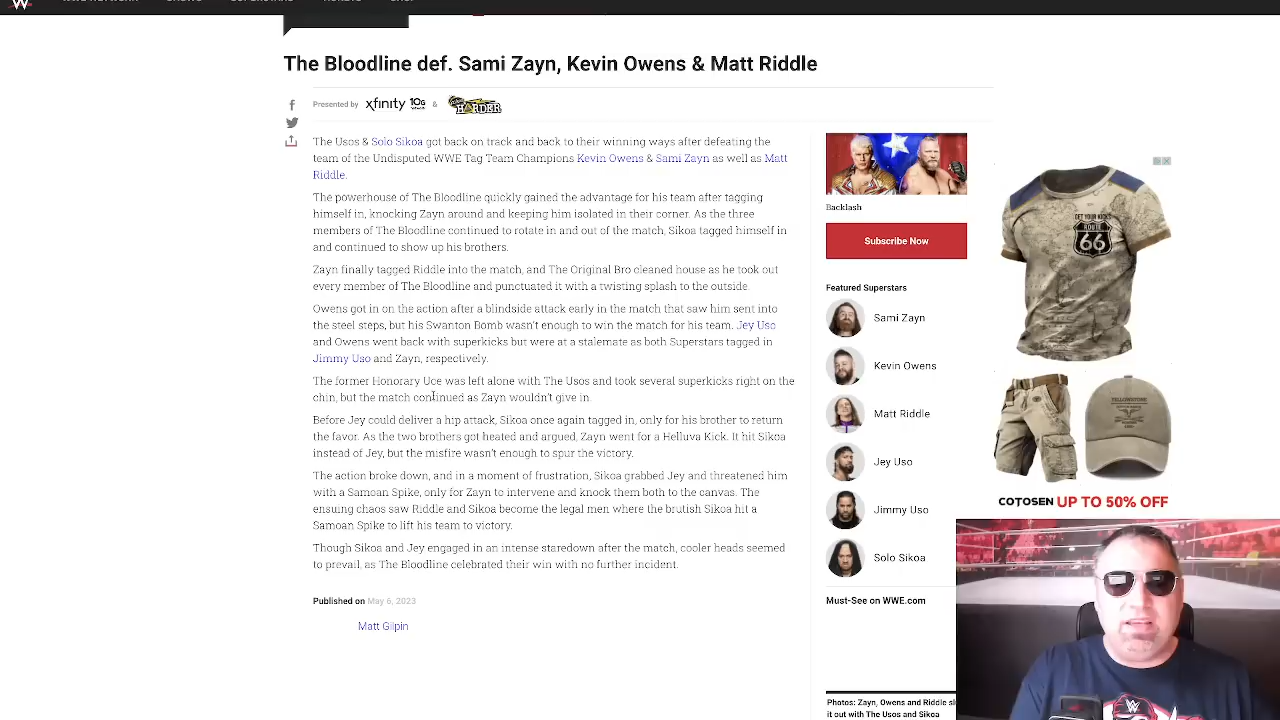 The Bloodline def. Sami Zayn, Kevin Owens & Matt Riddle
Presented by xfinity 10G & HARDER
The Usos & Solo Sikoa got back on track and back to their winning ways after defeating the
team of the Undisputed WWE Tag Team Champions Kevin Owens & Sami Zayn as well as Matt
Riddle.
The powerhouse of The Bloodline quickly gained the advantage for his team after tagging
himself in, knocking Zayn around and keeping him isolated in their corner. As the three
members of The Bloodline continued to rotate in and out of the match, Sikoa tagged himself in
and continued to show up his brothers.
Zayn finally tagged Riddle into the match, and The Original Bro cleaned house as he took out
every member of The Bloodline and punctuated it with a twisting splash to the outside.
Owens got in on the action after a blindside attack early in the match that saw him sent into
the steel steps, but his Swanton Bomb wasn't enough to win the match for his team. Jey Uso
and Owens went back with superkicks but were at a stalemate as both Superstars tagged in
Jimmy Uso and Zayn, respectively.
The former Honorary Uce was left alone with The Usos and took several superkicks right on the
chin, but the match continued as Zayn wouldn't give in.
Before Jey could deliver a hip attack, Sikoa once again tagged in, only for his brother to return
the favor. As the two brothers got heated and argued, Zayn went for a Helluva Kick. It hit Sikoa
instead of Jey, but the misfire wasn't enough to spur the victory.
The action broke down, and in a moment of frustration, Sikoa grabbed Jey and threatened him
with a Samoan Spike, only for Zayn to intervene and knock them both to the canvas. The
ensuing chaos saw Riddle and Sikoa become the legal men where the brutish Sikoa hit a
Samoan Spike to lift his team to victory.
Though Sikoa and Jey engaged in an intense staredown after the match, cooler heads seemed
to prevail as The Bloodline celebrated their win with no further incident.
Published on May 6, 2023
Matt Gilpin
Backlash
Subscribe Now
Featured Superstars
Sami Zayn
Kevin Owens
Matt Riddle
Jey Uso
Jimmy Uso
Solo Sikoa
Must-See on WWE.com
Photos: Zayn, Owens and Riddle sl
it out with The Usos and Sikoa
GET YOUR KICKS
ROUTE
66
YELLOWSTONE
COTOSEN UP TO 50% OFF